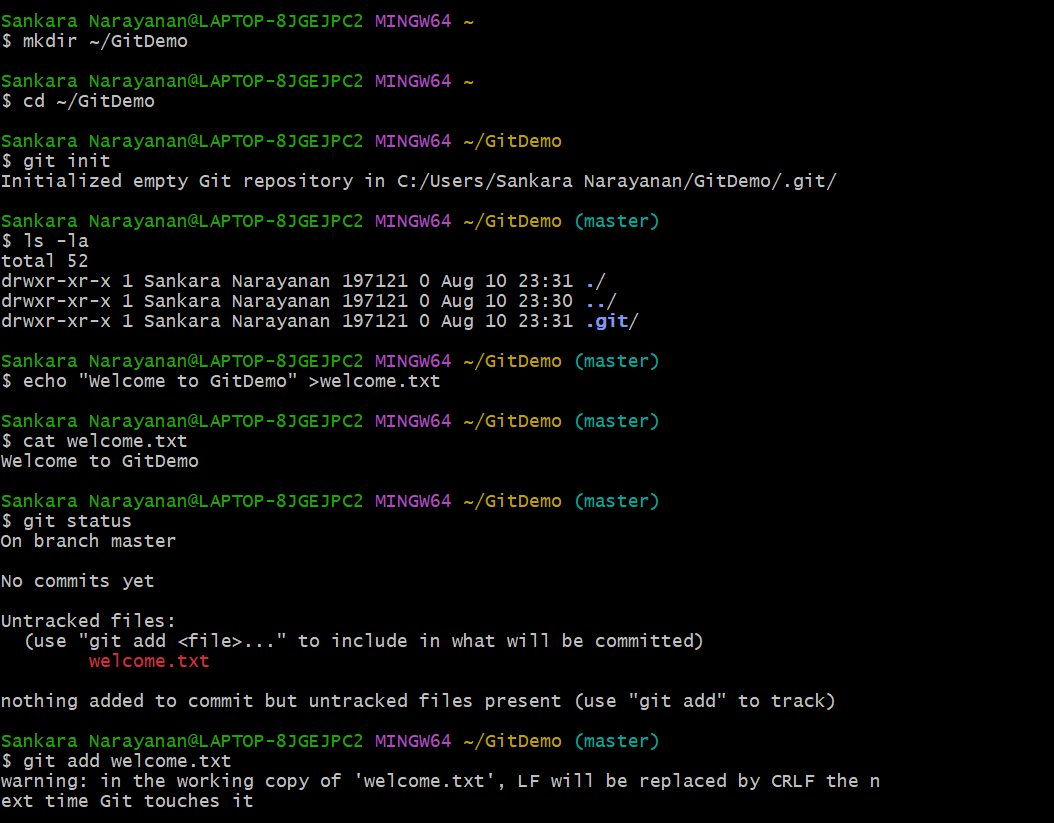 Sankara Narayanan@LAPTOP-8JGEJPC2 MINGW64 ~
$ mkdir ~/GitDemo

Sankara Narayanan@LAPTOP-8JGEJPC2 MINGW64 ~
$ cd ~/GitDemo

Sankara Narayanan@LAPTOP-8JGEJPC2 MINGW64 ~/GitDemo
$ git init
Initialized empty Git repository in C:/Users/Sankara Narayanan/GitDemo/.git/

Sankara Narayanan@LAPTOP-8JGEJPC2 MINGW64 ~/GitDemo (master)
$ ls -la
total 52
drwxr-xr-x 1 Sankara Narayanan 197121 0 Aug 10 23:31 ./
drwxr-xr-x 1 Sankara Narayanan 197121 0 Aug 10 23:30 ../
drwxr-xr-x 1 Sankara Narayanan 197121 0 Aug 10 23:31 .git/

Sankara Narayanan@LAPTOP-8JGEJPC2 MINGW64 ~/GitDemo (master)
$ echo "Welcome to GitDemo" >welcome.txt

Sankara Narayanan@LAPTOP-8JGEJPC2 MINGW64 ~/GitDemo (master)
$ cat welcome.txt
Welcome to GitDemo

Sankara Narayanan@LAPTOP-8JGEJPC2 MINGW64 ~/GitDemo (master)
$ git status
On branch master

No commits yet

Untracked files:
  (use "git add <file>..." to include in what will be committed)
        welcome.txt

nothing added to commit but untracked files present (use "git add" to track)

Sankara Narayanan@LAPTOP-8JGEJPC2 MINGW64 ~/GitDemo (master)
$ git add welcome.txt
warning: in the working copy of 'welcome.txt', LF will be replaced by CRLF the n
ext time Git touches it